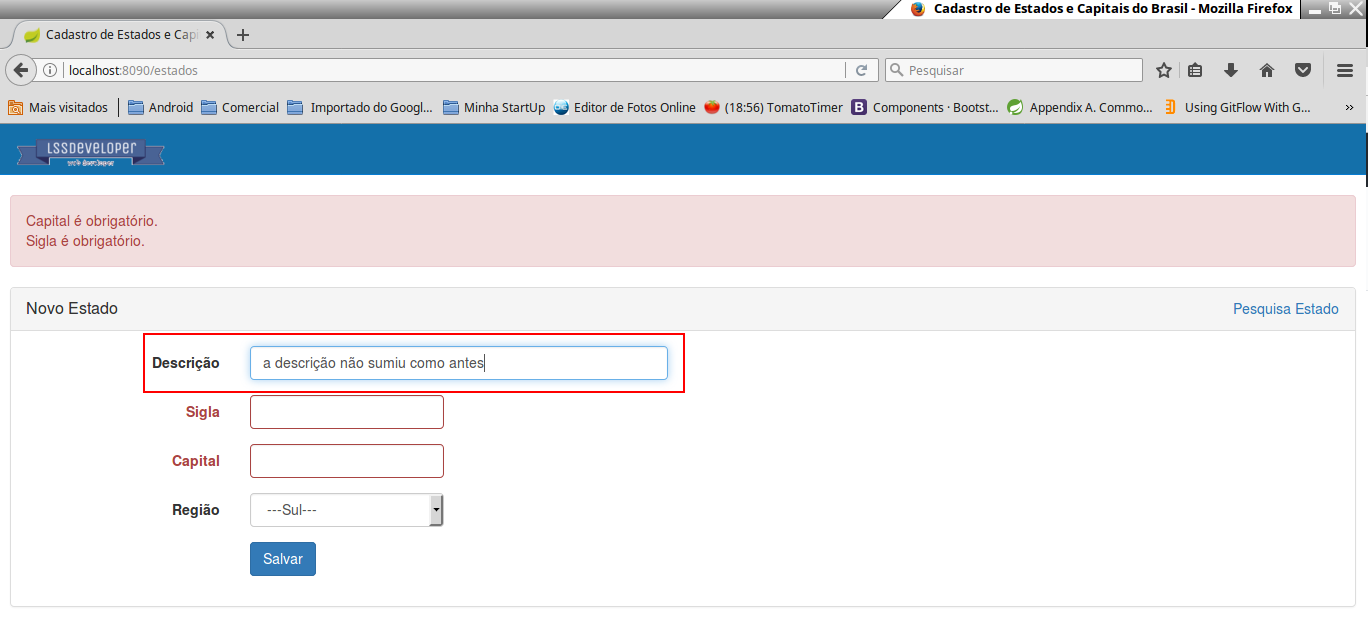 Cadastro de Estados e Capitais do Brasil - Mozilla Firefox
Cadastro de Estados e Capi
localhost:8090/estados
Pesquisar
Mais visitados
Android
Comercial
Importado do Googl...
Minha StartUp
Editor de Fotos Online
(18:56) TomatoTimer
B
Components · Bootst...
Appendix A. Commo...
Using GitFlow With G...
»
LSSDEVELOPER
Capital é obrigatório.
Sigla é obrigatório.
Novo Estado
Pesquisa Estado
Descrição
a descrição não sumiu como antes
Sigla
Capital
Região
---Sul---
Salvar